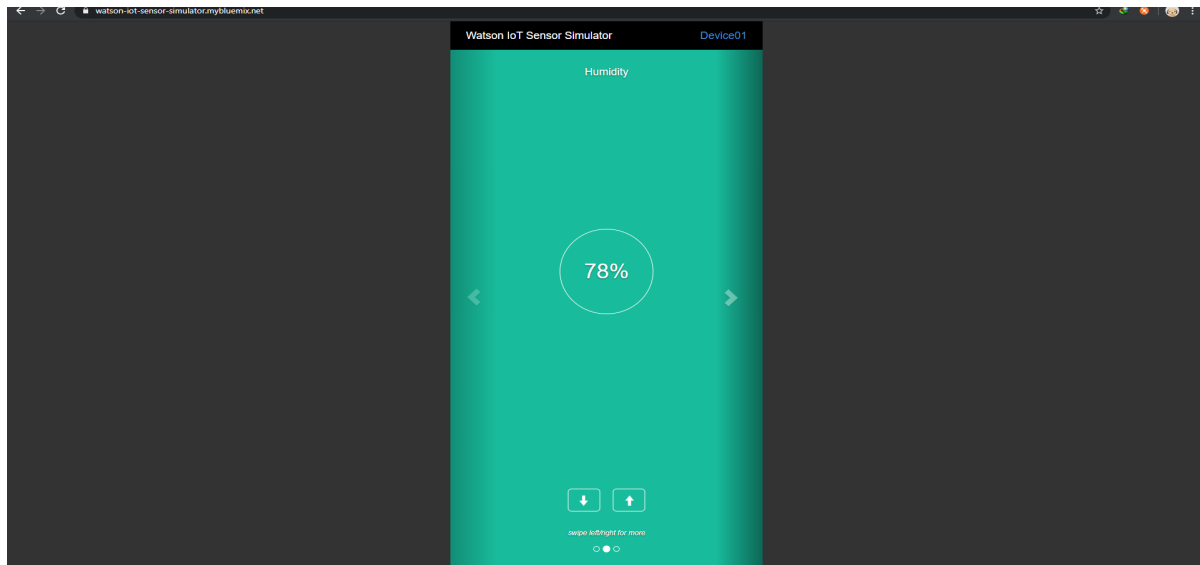 watson-iot-sensor-simulator.mybluemix.net
Watson IoT Sensor Simulator Device01
Humidity
78%
swipe left/right for more